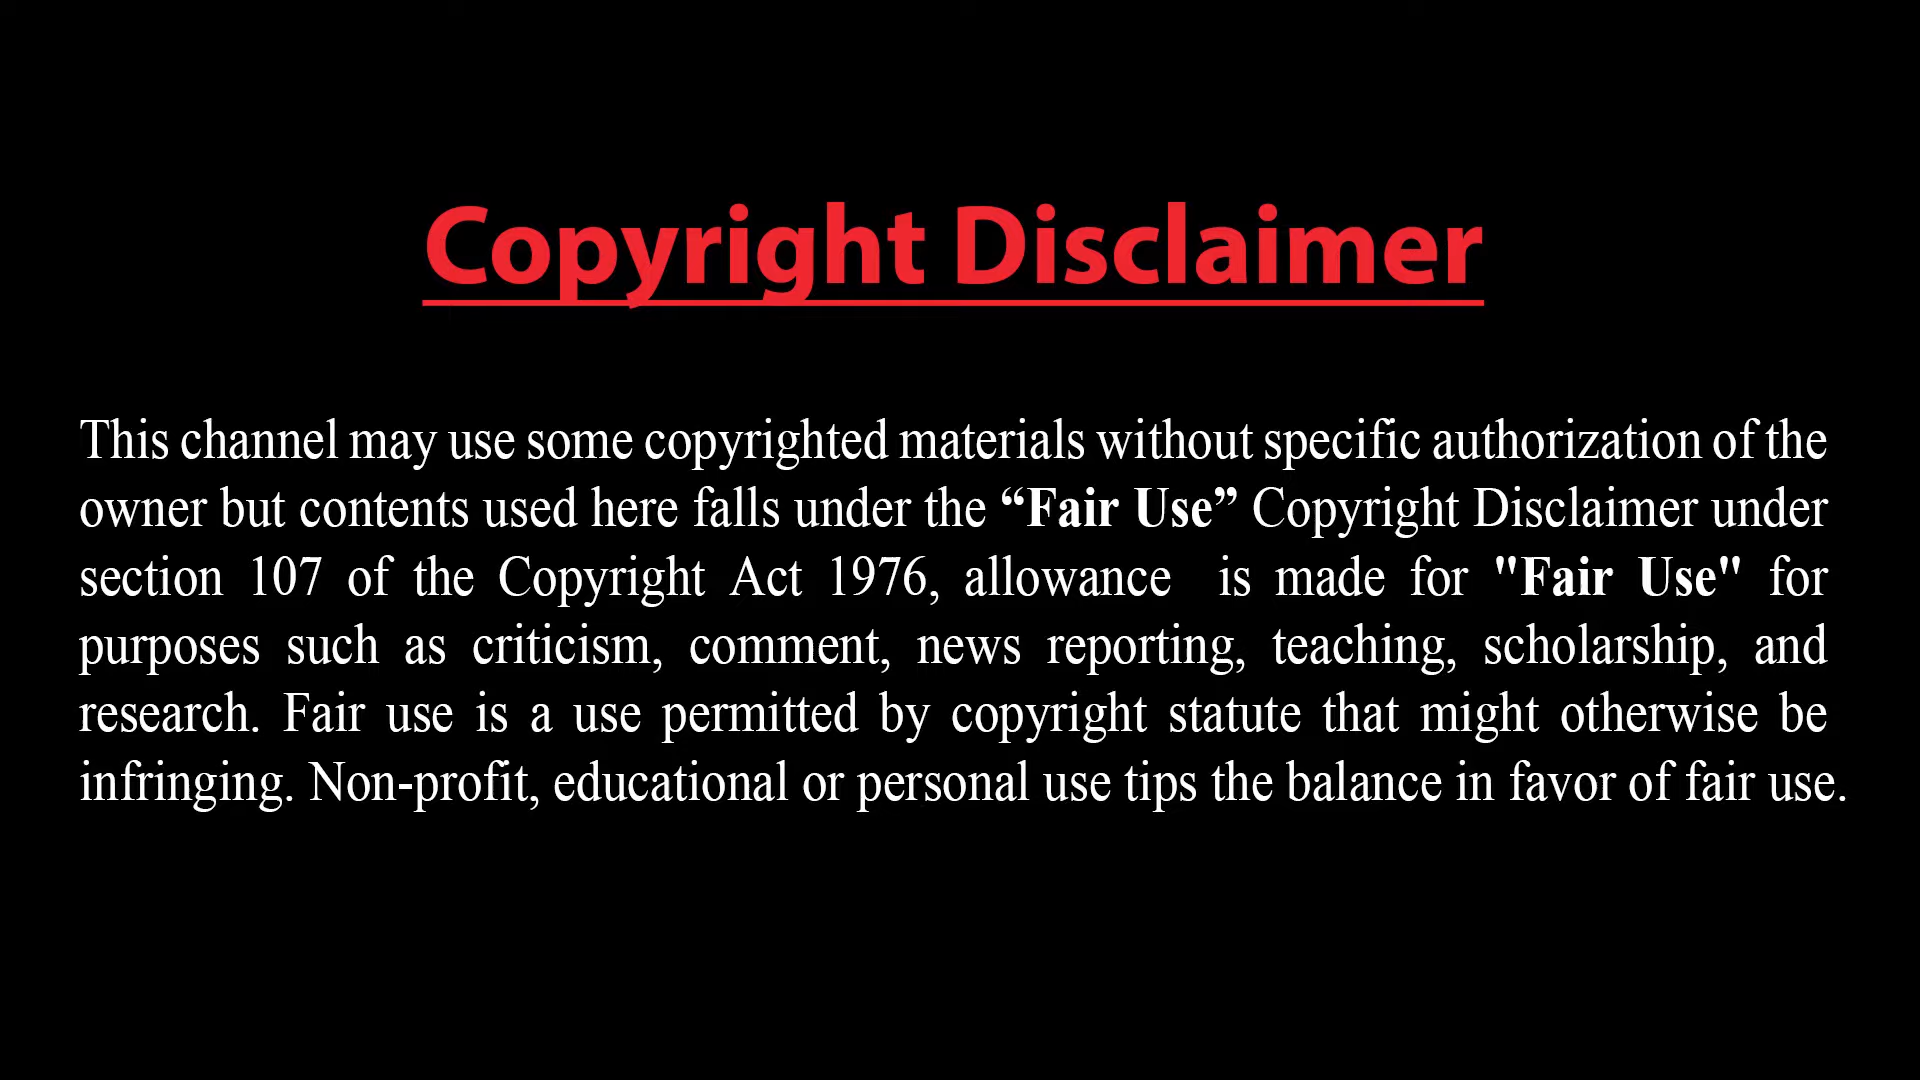 Copyright Disclaimer
This channel may use some copyrighted materials without specific authorization of the
owner but contents used here falls under the “Fair Use” Copyright Disclaimer under
section 107 of the Copyright Act 1976, allowance  is made for "Fair Use" for
purposes such as criticism, comment, news reporting, teaching, scholarship, and
research. Fair use is a use permitted by copyright statute that might otherwise be
infringing. Non-profit, educational or personal use tips the balance in favor of fair use.